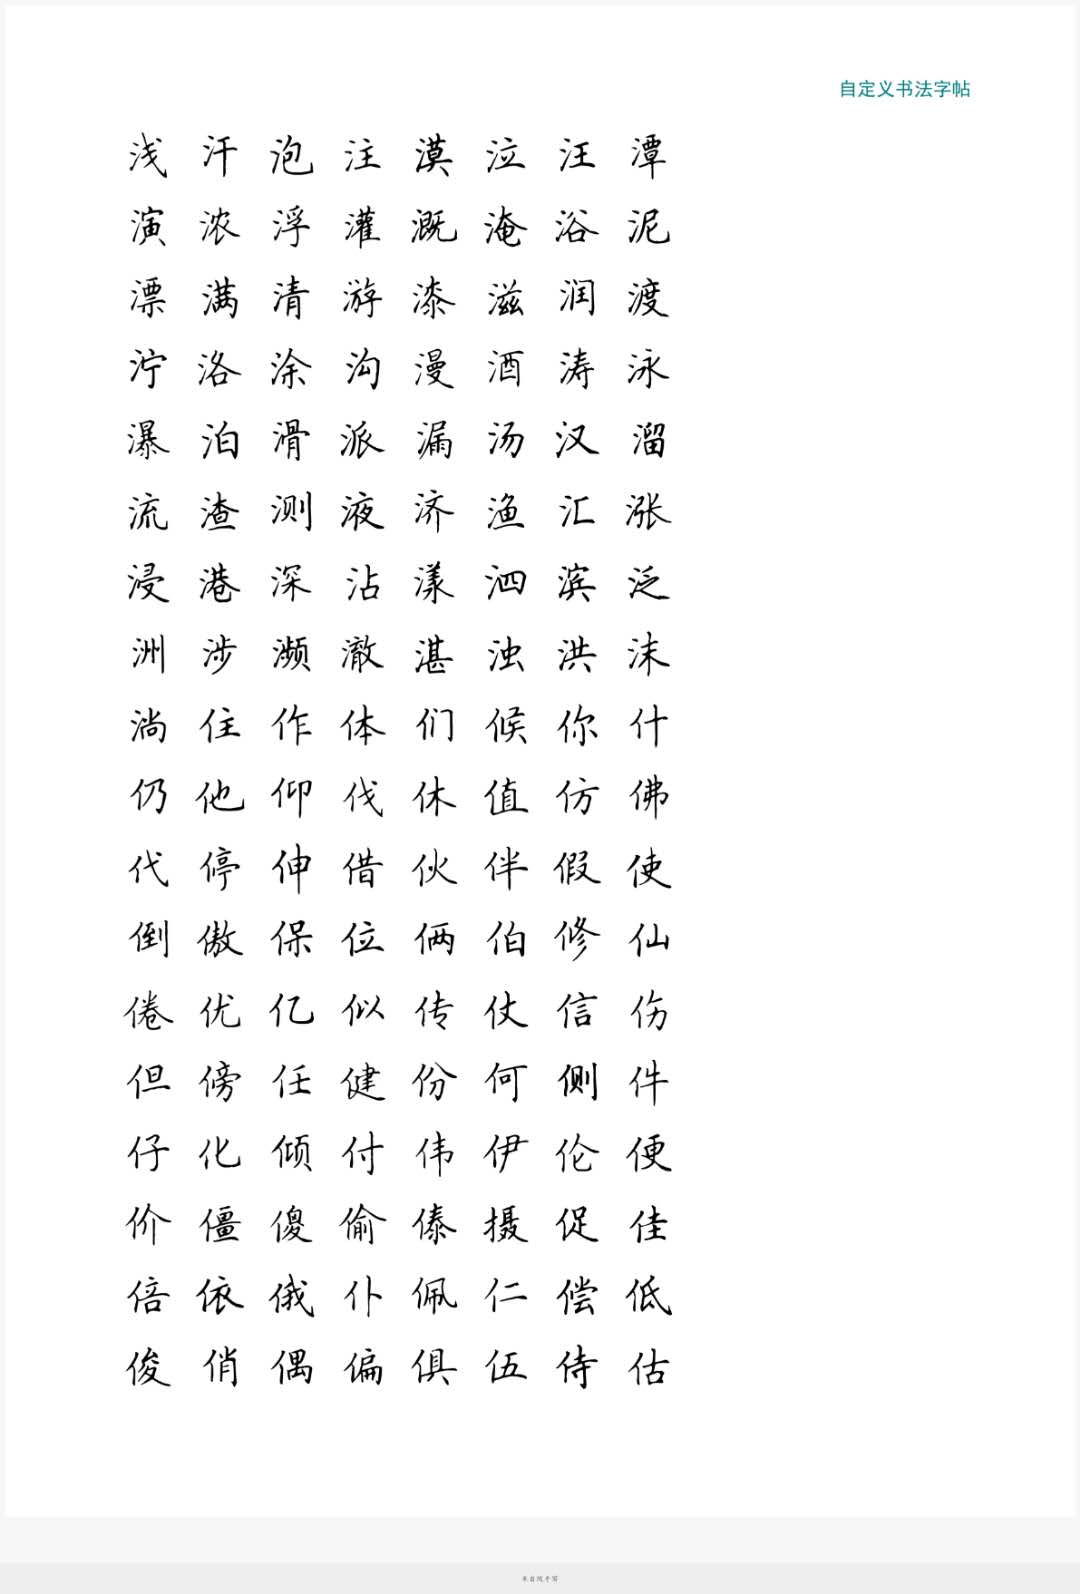 自定义书法字帖
浅汗泡注漠泣汪潭
演浓浮灌溉淹浴泥
漂满清游漆滋润渡
泞洛涂沟漫酒涛泳
瀑泊滑派漏汤汉溜
流渣测液济渔汇涨
浸港深沾漾泗滨泛
洲涉濒澈湛浊洪沫
淌住作体们候你什
仍他仰伐休值仿佛
代停伸借伙伴假使
倒傲保位俩伯修仙
倦优亿似传仗信伤
但傍任健份何侧件
仔化倾付伟伊伦便
价僵傻偷傣摄促佳
倍依俄仆佩仁偿低
俊俏偶偏俱伍侍估
来自随手写